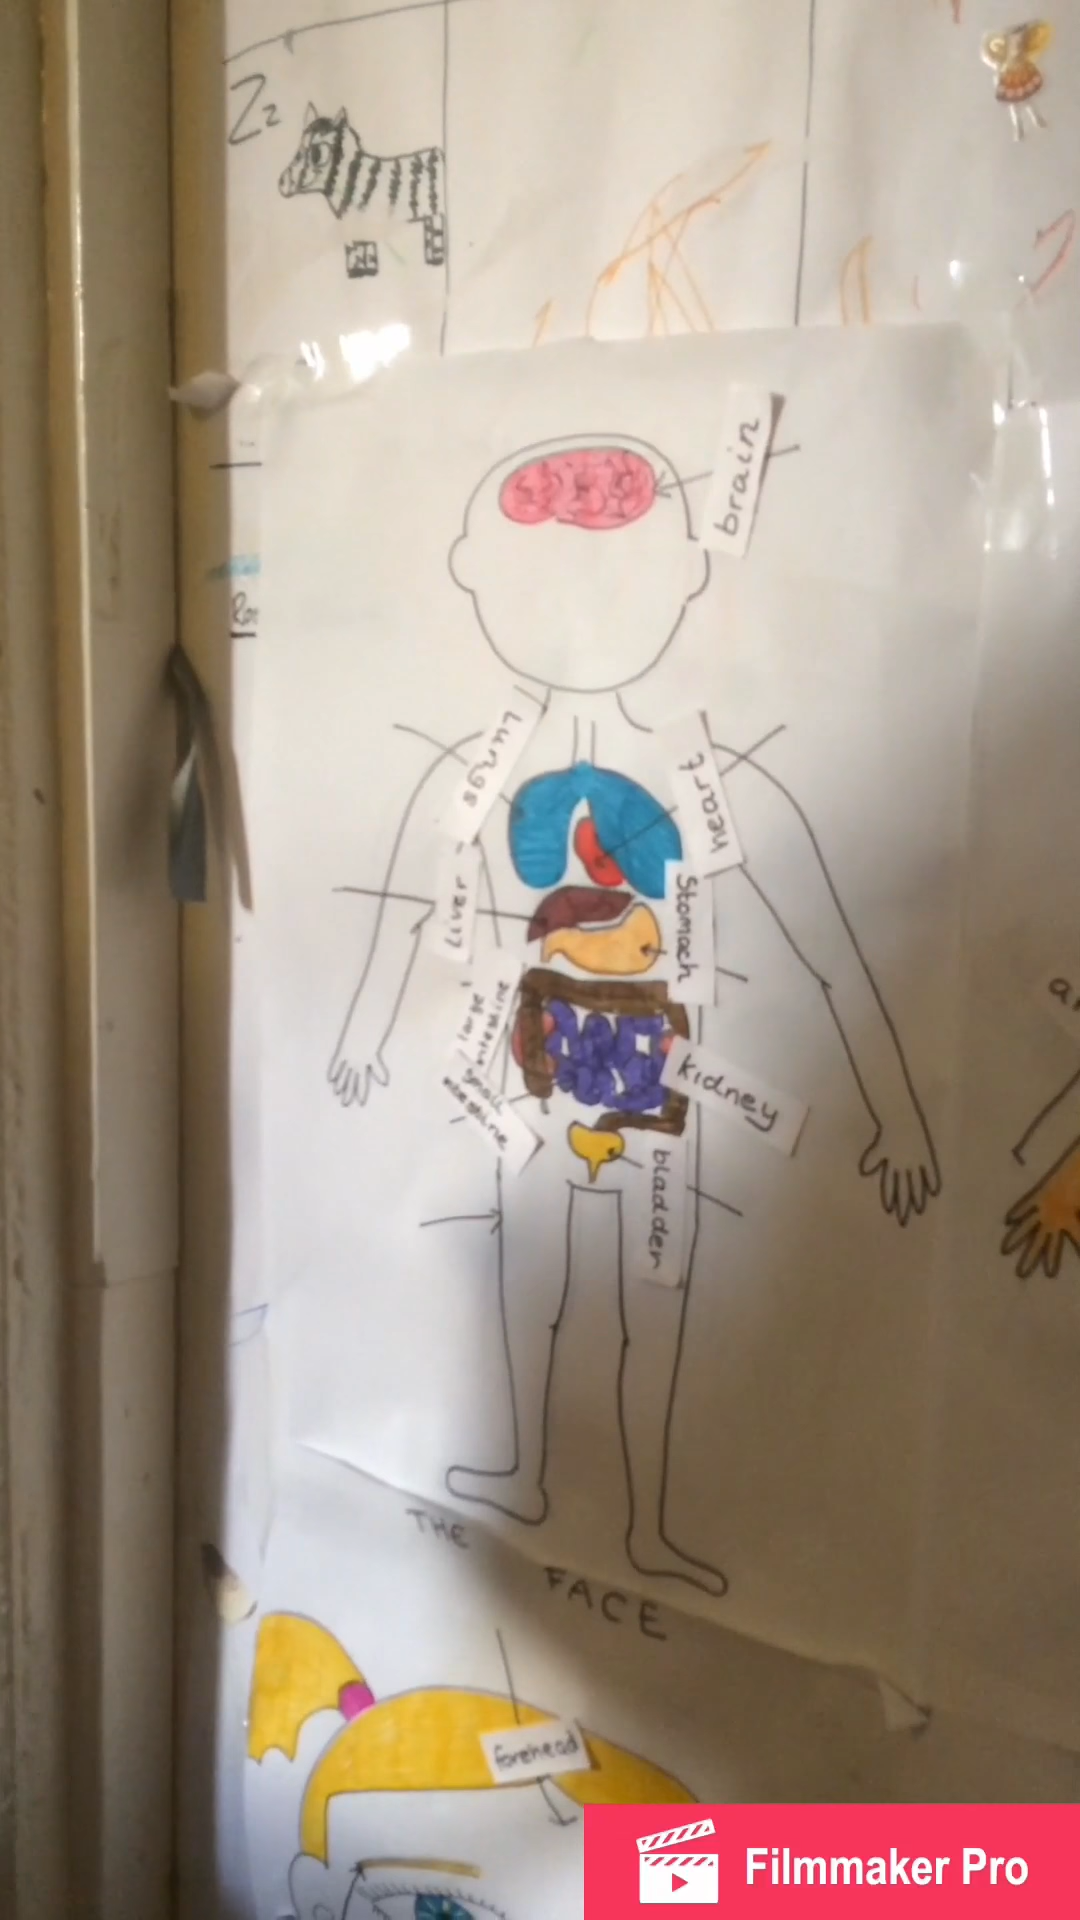 Zz
brain
lungs
heart
Liver
Stomach
large
intestine
small
intestine
kidney
bladder
THE
FACE
forehead
Filmmaker Pro